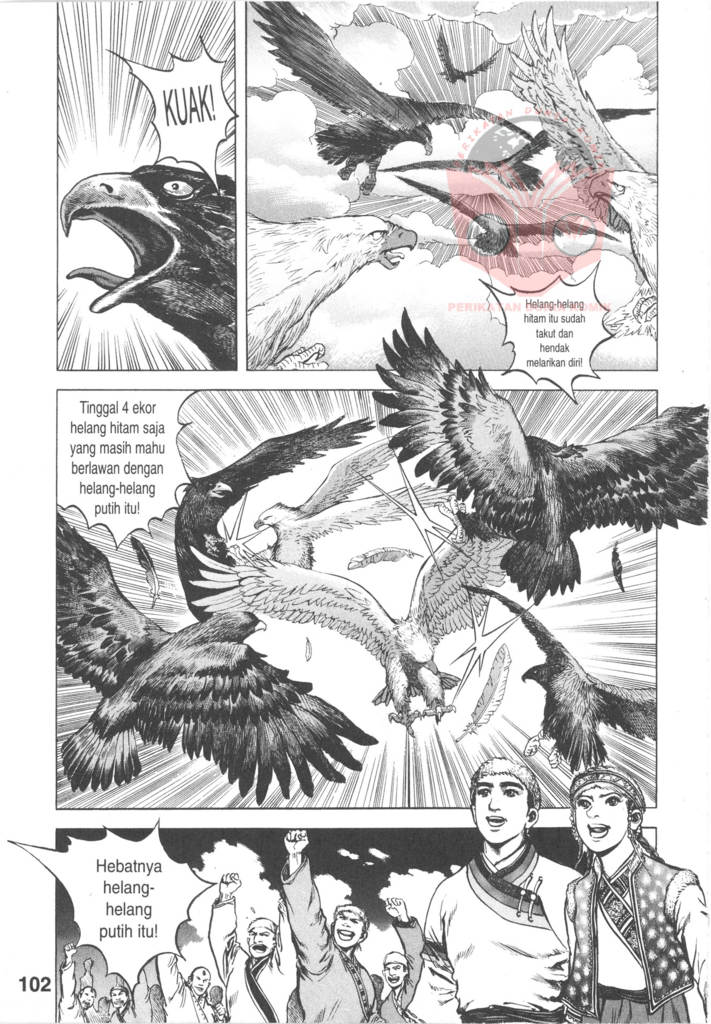 KUAK!
Helang-helang
hitam itu sudah
takut dan
hendak
melarikan diri!
Tinggal 4 ekor
helang hitam saja
yang masih mahu
berlawan dengan
helang-helang
putih itu!
Hebatnya
helang-
helang
putih itu!
102